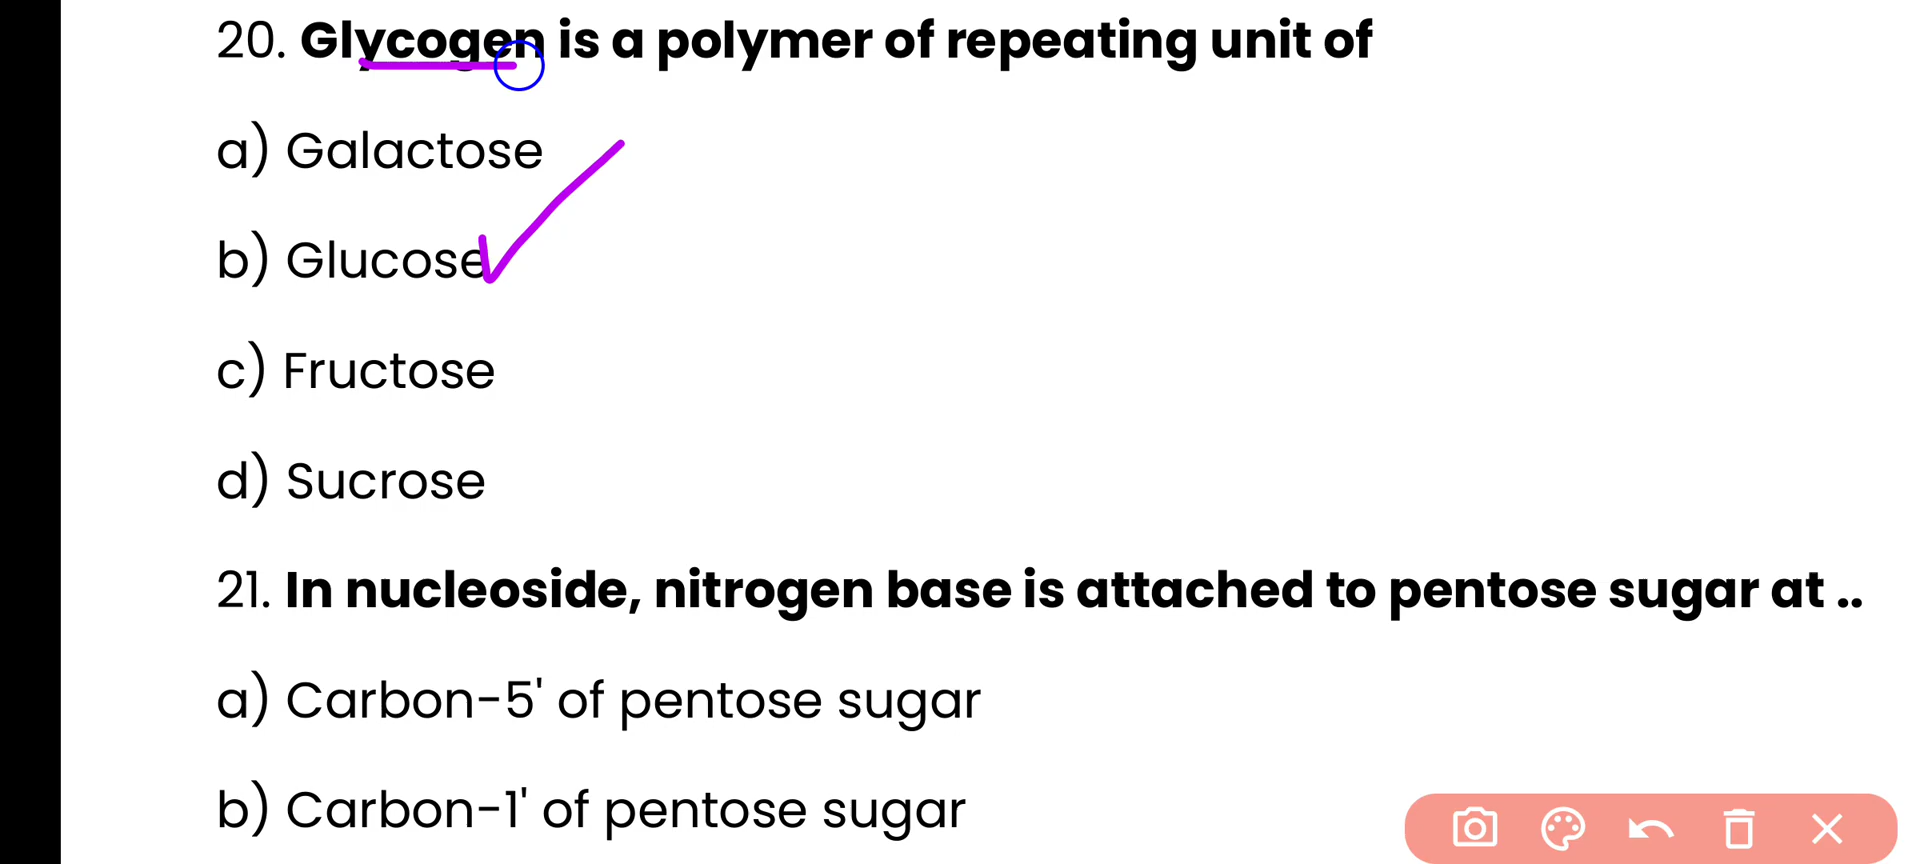 20. Glycogen is a polymer of repeating unit of
a) Galactose
b) Glucose
c) Fructose
d) Sucrose
21. In nucleoside, nitrogen base is attached to pentose sugar at ..
a) Carbon-5' of pentose sugar
b) Carbon-1' of pentose sugar